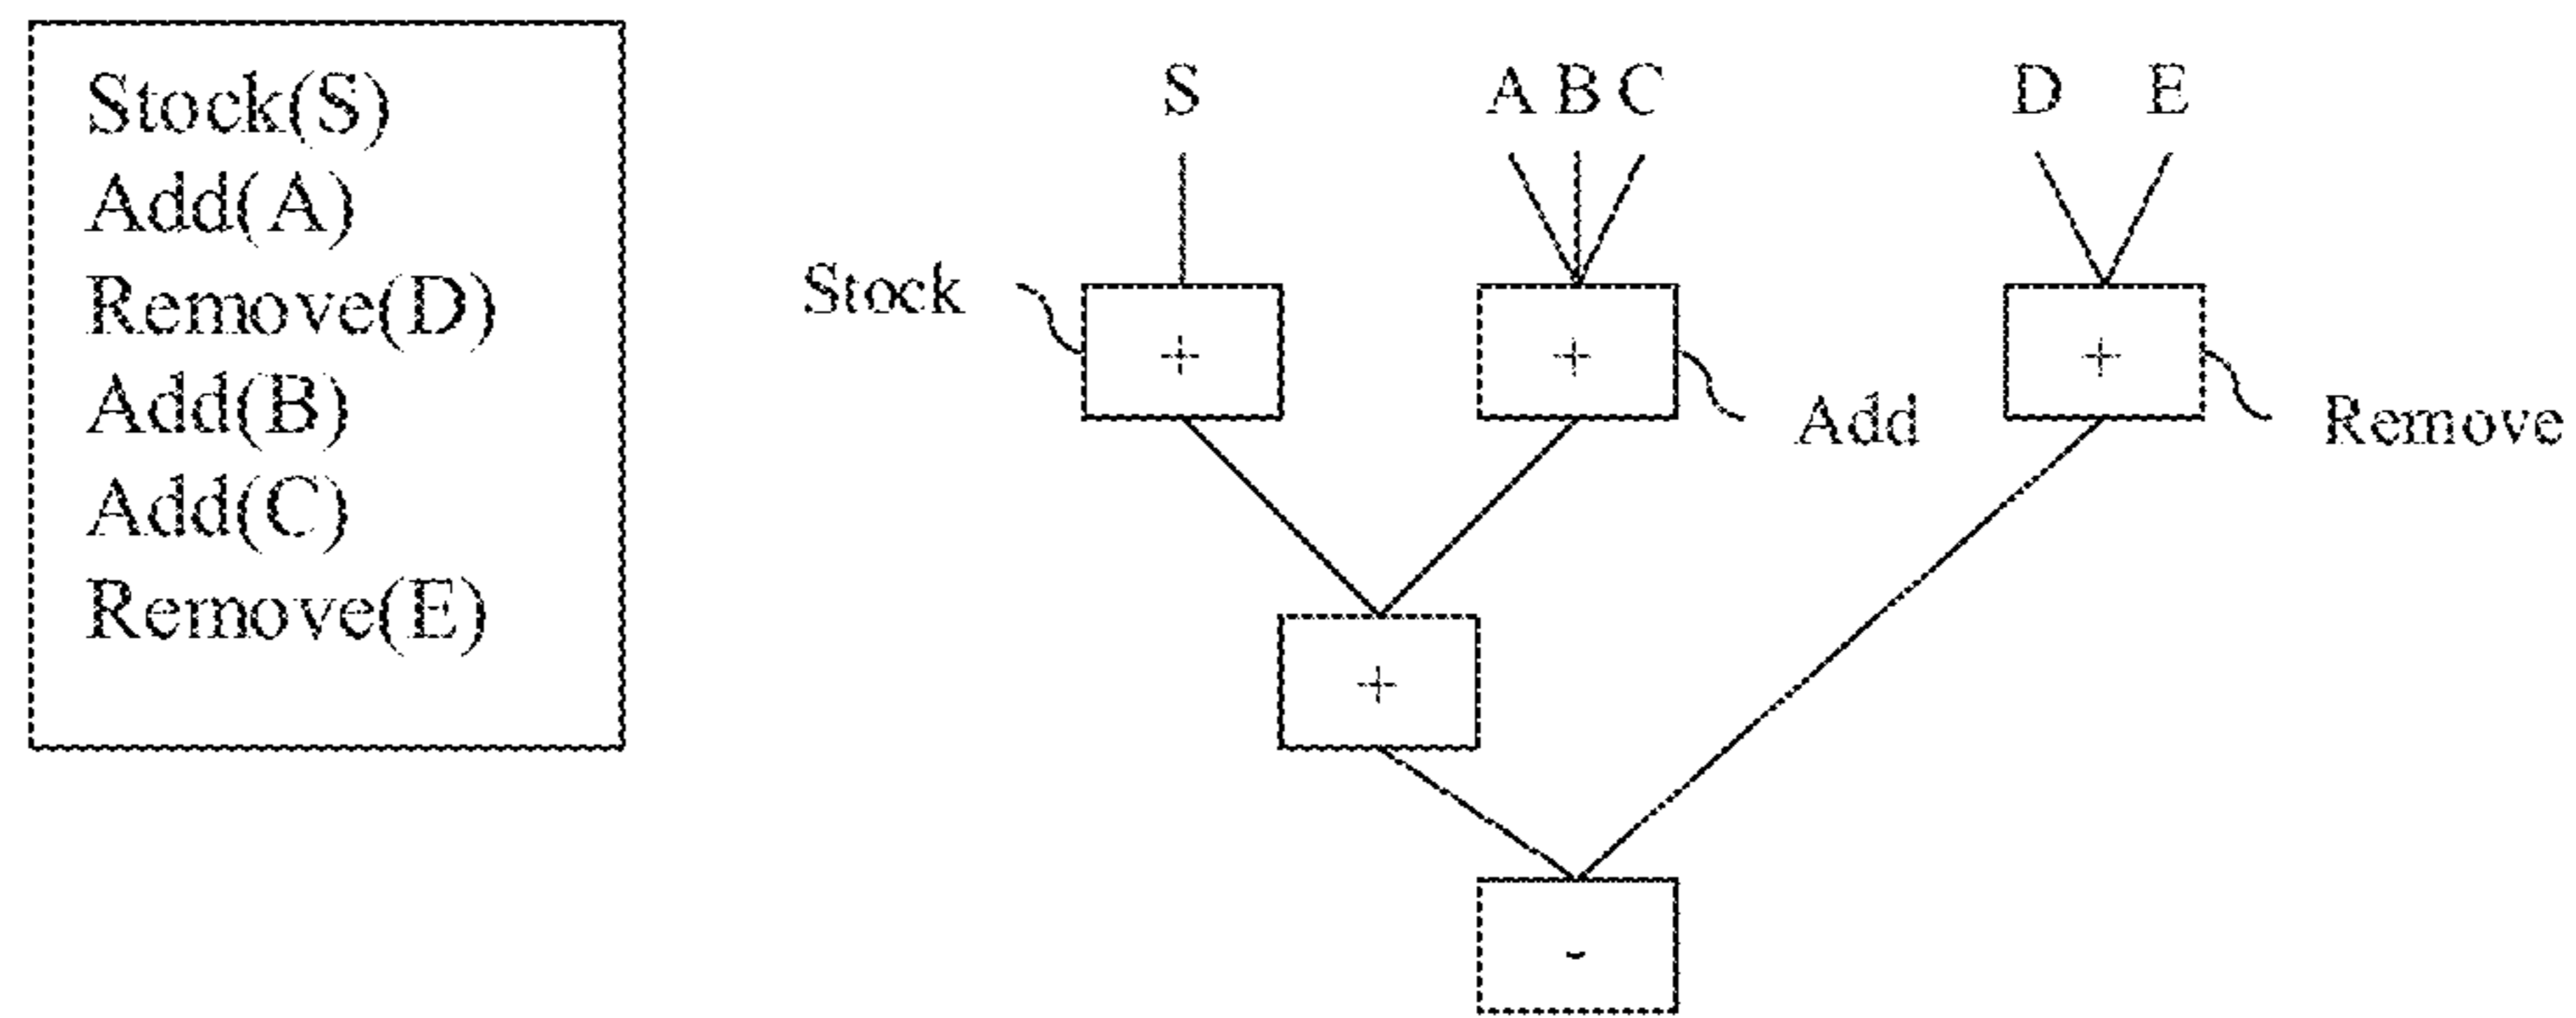 Stock(S)
Add(A)
Remove(D)
Add(B)
Add(C)
Remove(E)
S A B C D E
Stock + + +
Add Remove
+
-